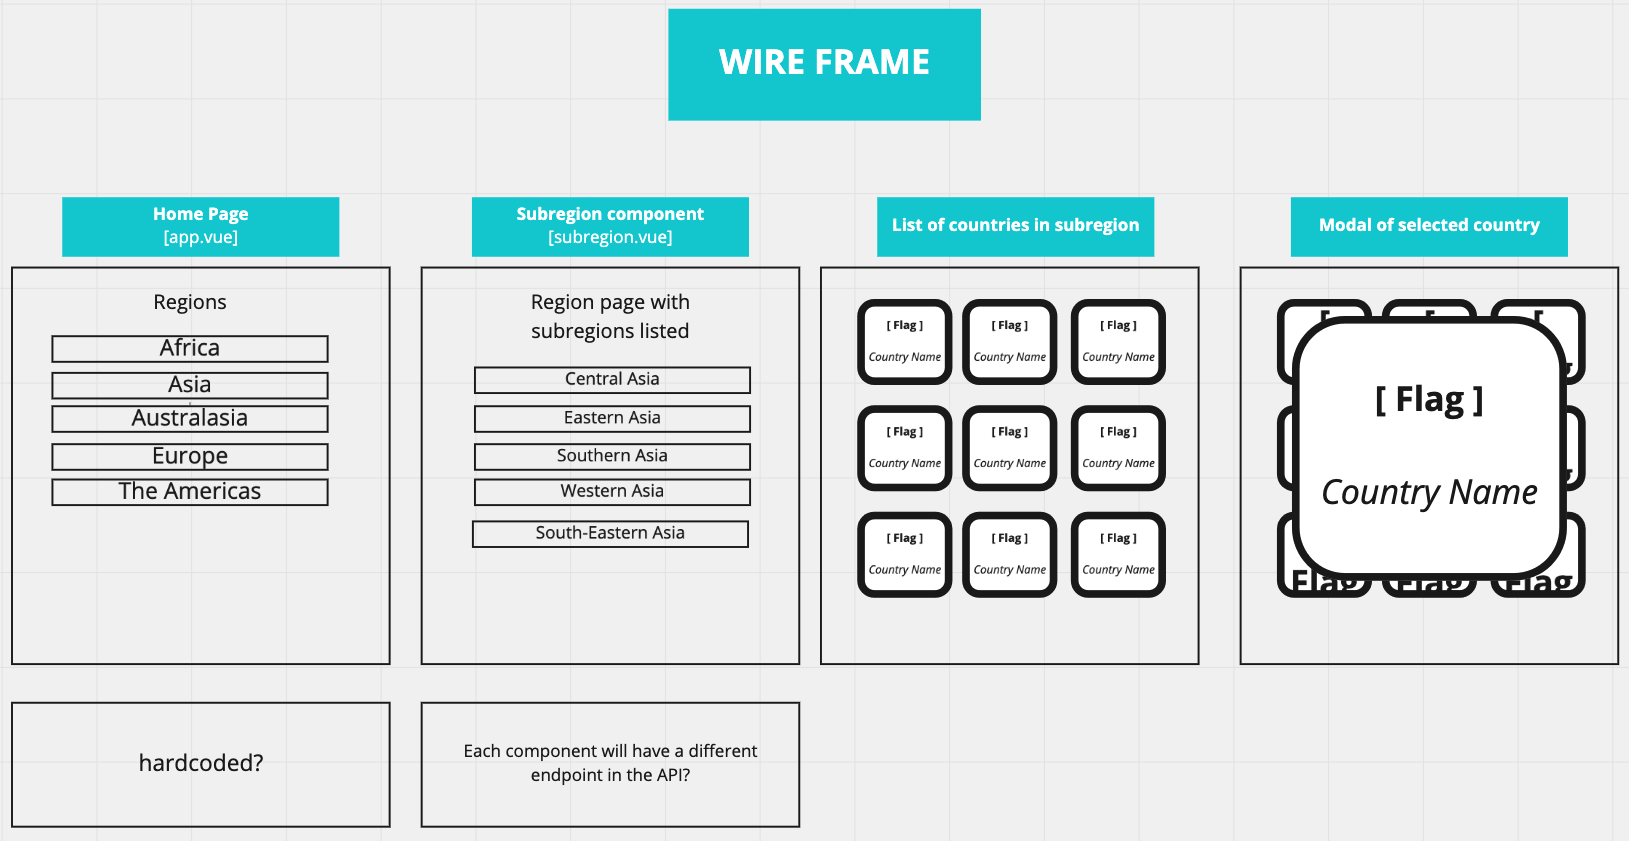 WIRE FRAME
Home Page
[app.vue]
Regions
Africa
Asia
Australasia
Europe
The Americas
hardcoded?
Subregion component
[subregion.vue]
Region page with
subregions listed
Central Asia
Eastern Asia
Southern Asia
Western Asia
South-Eastern Asia
Each component will have a different
endpoint in the API?
List of countries in subregion
[ Flag ] [ Flag ] [ Flag ]
Country Name Country Name Country Name
[ Flag ] [ Flag ] [ Flag ]
Country Name Country Name Country Name
[ Flag ] [ Flag ] [ Flag ]
Country Name Country Name Country Name
Modal of selected country
[ Flag ]
Country Name
Flag Flag Flag